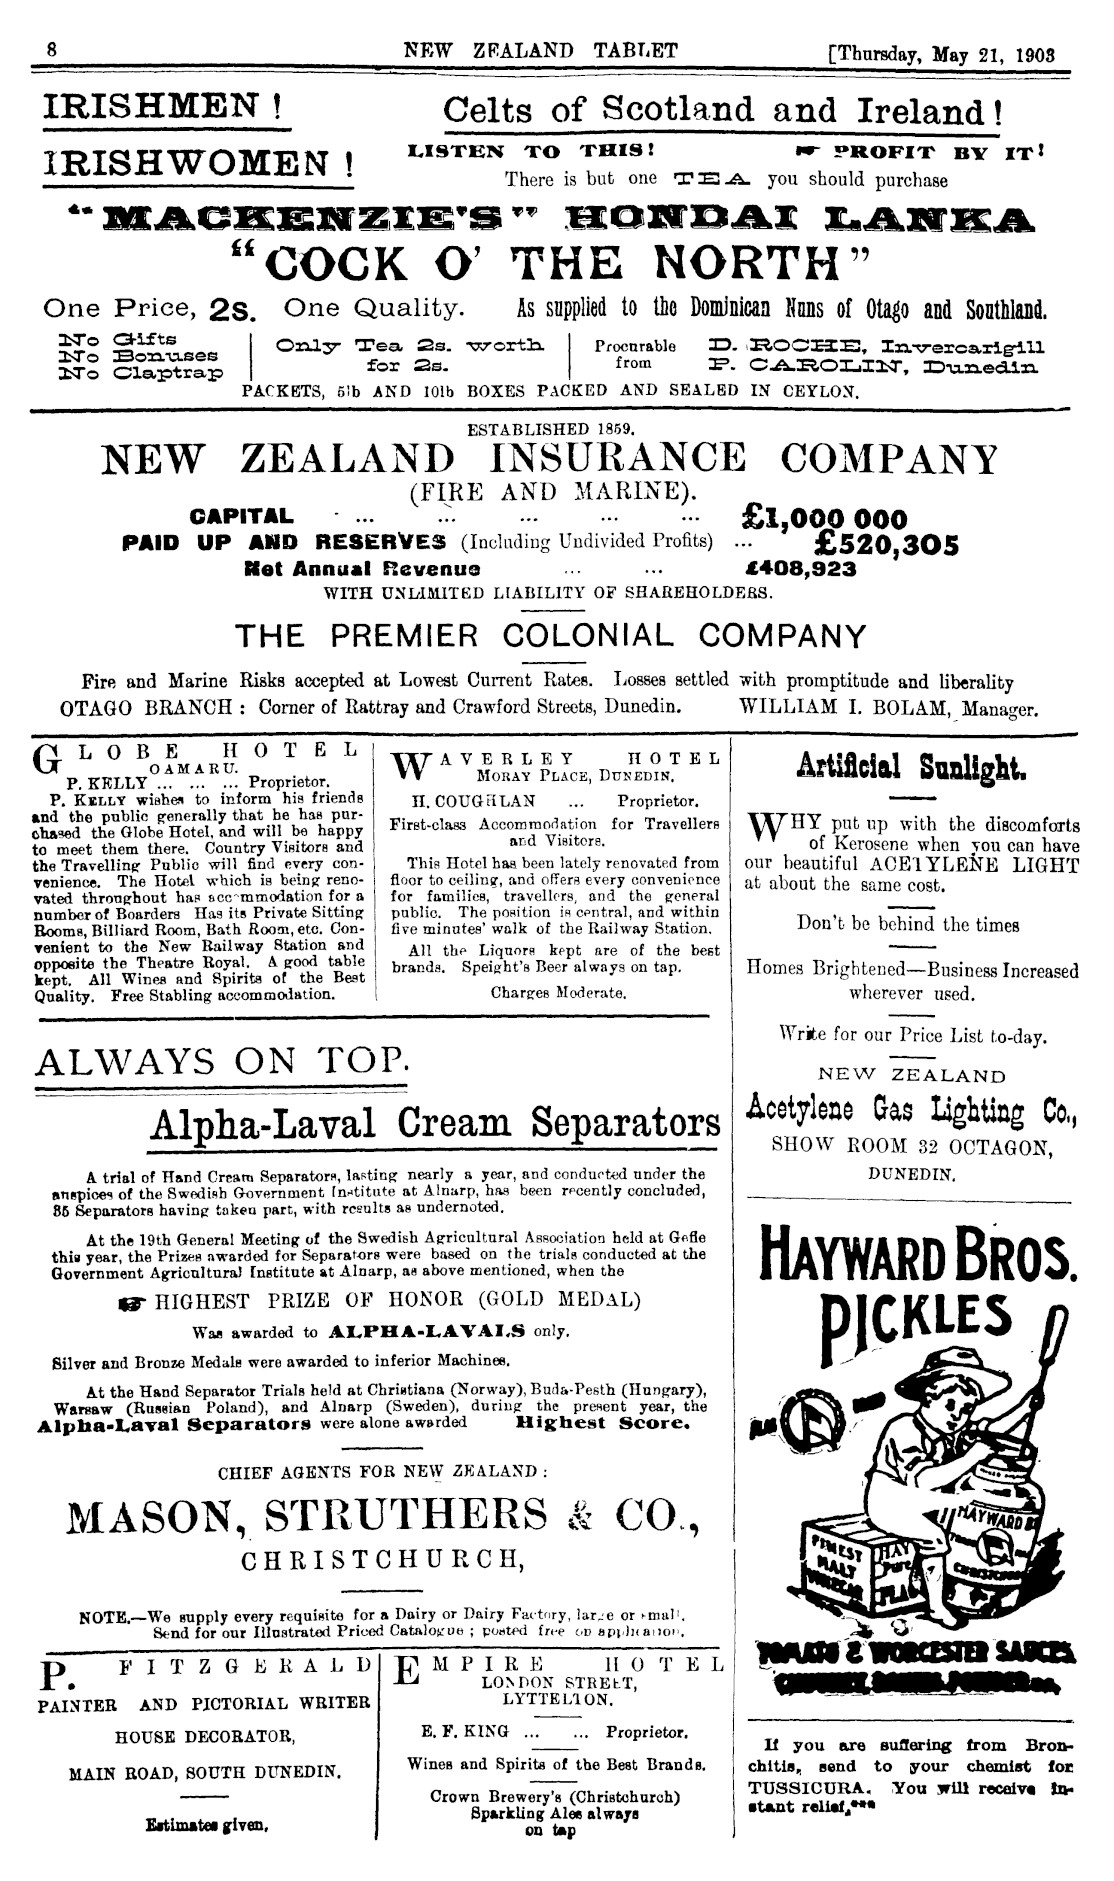 8
NEW ZEALAND TABLET
[Thursday, May 21, 1903
IRISHMEN !
IRISHWOMEN !
Celts of Scotland and Ireland !
LISTEN TO THIS!
PROFIT BY IT!
There is but one TEA you should purchase
"MACKENZIE'S" HONDAI LANKA
"COCK O' THE NORTH"
One Price, 2s. One Quality. As supplied to the Dominican Nuns of Otago and Southland.
No Gifts
No Bonuses
No Claptrap
Only Tea 2s. worth
for 2s.
Procurable
from
D. ROCHE, Invercarigill
P. CAROLIN, Dunedin
PACKETS, 5lb AND 10lb BOXES PACKED AND SEALED IN CEYLON.
ESTABLISHED 1859.
NEW ZEALAND INSURANCE COMPANY
(FIRE AND MARINE).
CAPITAL ... ... ... ... ... £1,000 000
PAID UP AND RESERVES (Including Undivided Profits) ... £520,305
Net Annual Revenue ... ... £408,923
WITH UNLIMITED LIABILITY OF SHAREHOLDERS.
THE PREMIER COLONIAL COMPANY
Fire and Marine Risks accepted at Lowest Current Rates. Losses settled with promptitude and liberality
OTAGO BRANCH : Corner of Rattray and Crawford Streets, Dunedin. WILLIAM I. BOLAM, Manager.
GLOBE HOTEL
OAMARU.
P. KELLY ... ... ... Proprietor.
P. KELLY wishes to inform his friends
and the public generally that he has pur-
chased the Globe Hotel, and will be happy
to meet them there. Country Visitors and
the Travelling Public will find every con-
venience. The Hotel which is being reno-
vated throughout has accommodation for a
number of Boarders Has its Private Sitting
Rooms, Billiard Room, Bath Room, etc. Con-
venient to the New Railway Station and
opposite the Theatre Royal. A good table
kept. All Wines and Spirits of the Best
Quality. Free Stabling accommodation.
WAVERLEY HOTEL
MORAY PLACE, DUNEDIN.
H. COUGHLAN ... Proprietor.
First-class Accommodation for Travellers
and Visitors.
This Hotel has been lately renovated from
floor to ceiling, and offers every convenience
for families, travellers, and the general
public. The position is central, and within
five minutes' walk of the Railway Station.
All the Liquors kept are of the best
brands. Speight's Beer always on tap.
Charges Moderate.
Artificial Sunlight.
WHY put up with the discomforts
of Kerosene when you can have
our beautiful ACETYLENE LIGHT
at about the same cost.
Don't be behind the times
Homes Brightened—Business Increased
wherever used.
Write for our Price List to-day.
NEW ZEALAND
Acetylene Gas Lighting Co.,
SHOW ROOM 32 OCTAGON,
DUNEDIN.
ALWAYS ON TOP.
Alpha-Laval Cream Separators
A trial of Hand Cream Separators, lasting nearly a year, and conducted under the
auspices of the Swedish Government Institute at Alnarp, has been recently concluded,
35 Separators having taken part, with results as undernoted.
At the 19th General Meeting of the Swedish Agricultural Association held at Gefle
this year, the Prizes awarded for Separators were based on the trials conducted at the
Government Agricultural Institute at Alnarp, as above mentioned, when the
HIGHEST PRIZE OF HONOR (GOLD MEDAL)
Was awarded to ALPHA-LAVALS only.
Silver and Bronze Medals were awarded to inferior Machines.
At the Hand Separator Trials held at Christiana (Norway), Buda-Pesth (Hungary),
Warsaw (Russian Poland), and Alnarp (Sweden), during the present year, the
Alpha-Laval Separators were alone awarded Highest Score.
CHIEF AGENTS FOR NEW ZEALAND :
MASON, STRUTHERS & CO.,
CHRISTCHURCH,
NOTE.—We supply every requisite for a Dairy or Dairy Factory, large or small.
Send for our Illustrated Priced Catalogue ; posted free on application.
P. FITZGERALD
PAINTER AND PICTORIAL WRITER
HOUSE DECORATOR,
MAIN ROAD, SOUTH DUNEDIN.
Estimates given,
EMPIRE HOTEL
LONDON STREET,
LYTTELTON.
E. F. KING ... ... Proprietor.
Wines and Spirits of the Best Brands.
Crown Brewery's (Christchurch)
Sparkling Ales always
on tap
HAYWARD BROS.
PICKLES
HAYWARD B
CHRISTCHURCH
FINEST
MALT
VINEGAR
HAY
Pure
FLA
TOMATO & WORCESTER SAUCES
If you are suffering from Bron-
chitis, send to your chemist for
TUSSICURA. You will receive in-
stant relief,***